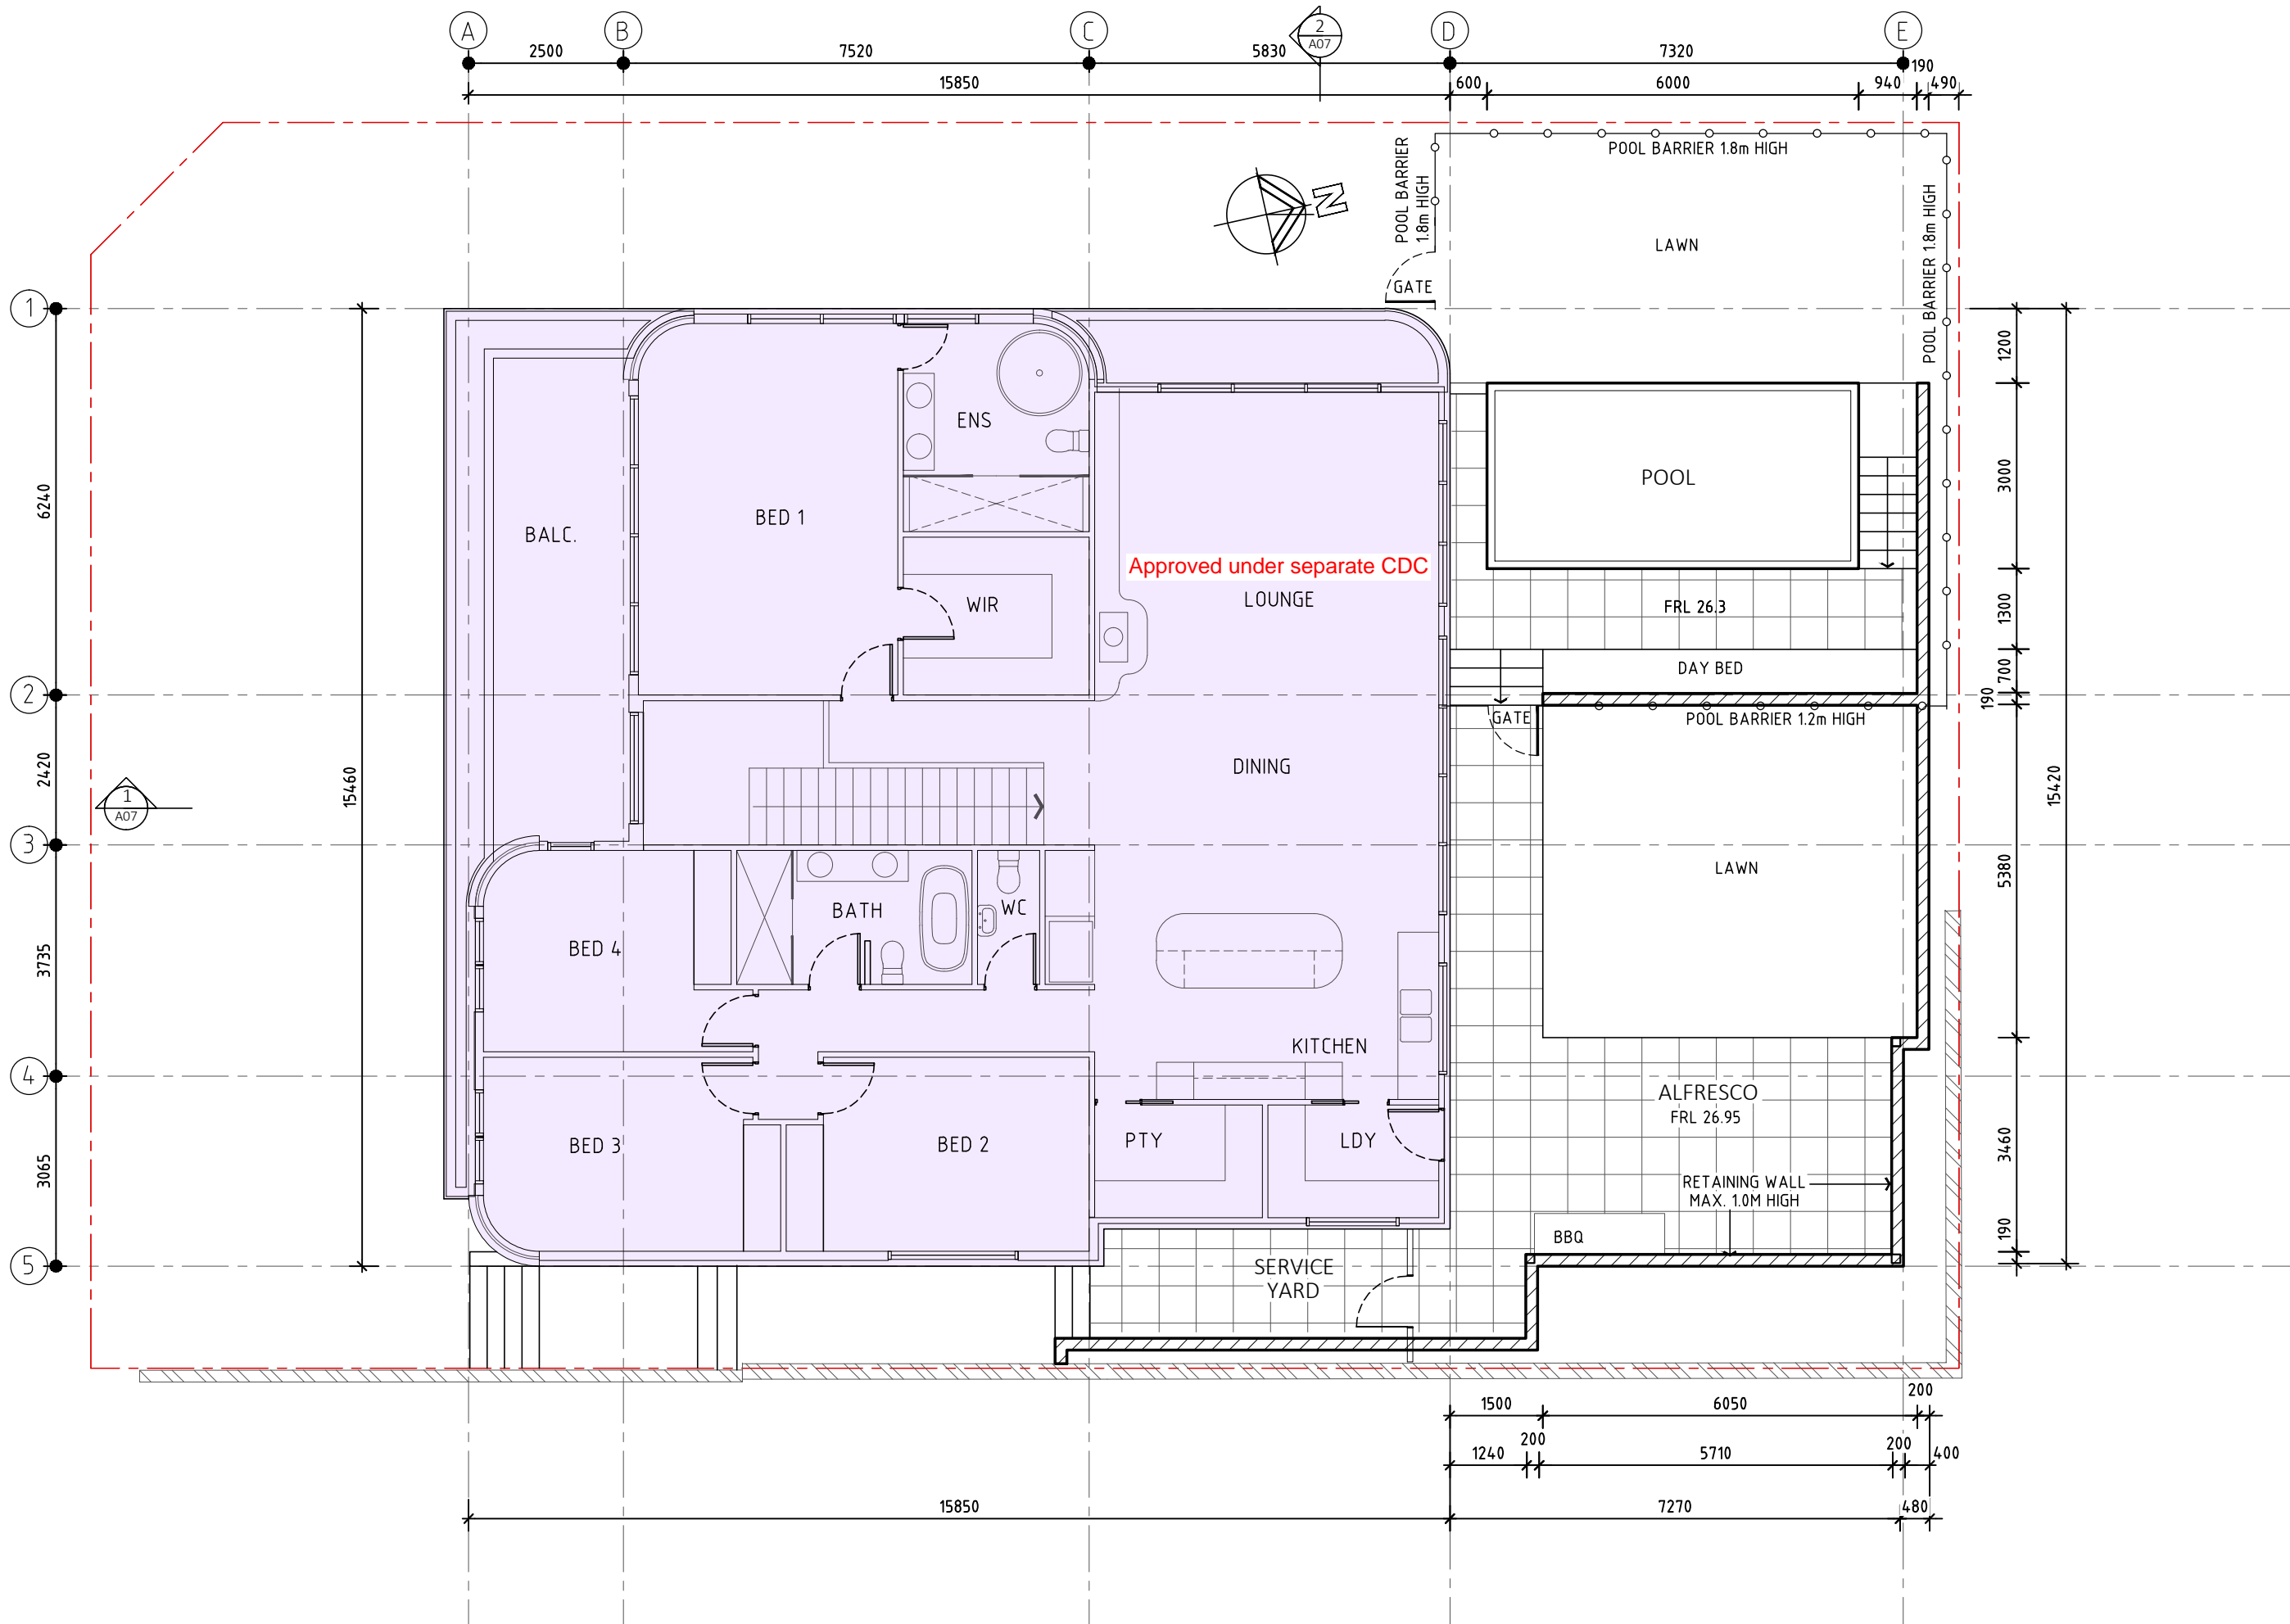 A
B
C
2
A07
D
E
2500
7520
5830
7320
190
15850
600
6000
940
490
POOL BARRIER
1.8m HIGH
POOL BARRIER 1.8m HIGH
POOL BARRIER 1.8m HIGH
N
LAWN
GATE
1
1200
ENS
POOL
3000
6240
BED 1
BALC.
Approved under separate CDC
LOUNGE
WIR
FRL 26.3
1300
DAY BED
700
2
190
GATE
POOL BARRIER 1.2m HIGH
2420
15460
DINING
15420
1
A07
3
LAWN
5380
BATH
WC
BED 4
3735
KITCHEN
4
ALFRESCO
FRL 26.95
BED 3
BED 2
PTY
LDY
3460
3065
RETAINING WALL
MAX. 1.0M HIGH
BBQ
190
5
SERVICE
YARD
200
1500
6050
1240
200
5710
200
400
15850
7270
480